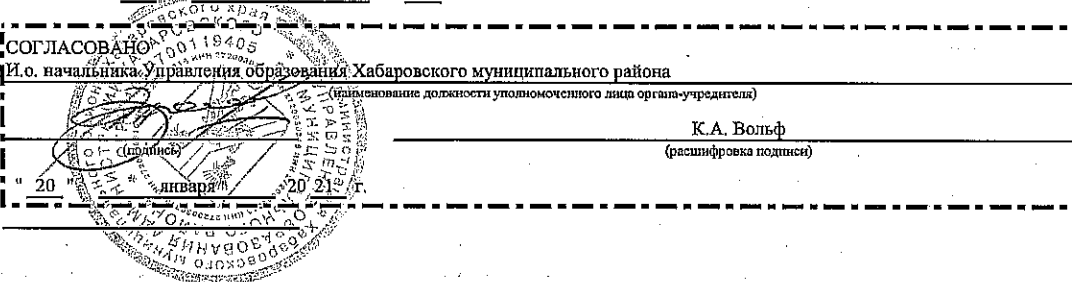 СОГЛАСОВАНО
И.о. начальника Управления образования Хабаровского муниципального района
(наименование должности уполномоченного лица органа-учредителя)
К.А. Вольф
(подпись)
(расшифровка подписи)
" 20 " января 20 21 г.